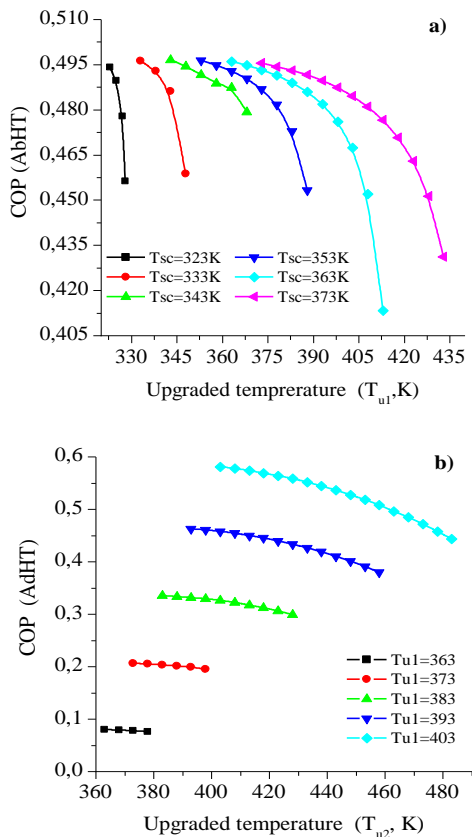 a)
0,510
0,495
0,480
0,465
0,450
0,435
0,420
0,405
COP (AbHT)
Tsc=323K
Tsc=333K
Tsc=343K
Tsc=353K
Tsc=363K
Tsc=373K
330 345 360 375 390 405 420 435
Upgraded temprerature (Tu1,K)
b)
0,6
0,5
0,4
0,3
0,2
0,1
0,0
COP (AdHT)
Tu1=363
Tu1=373
Tu1=383
Tu1=393
Tu1=403
360 400 420 440 460 480
Upgraded temperature (Tu2, K)